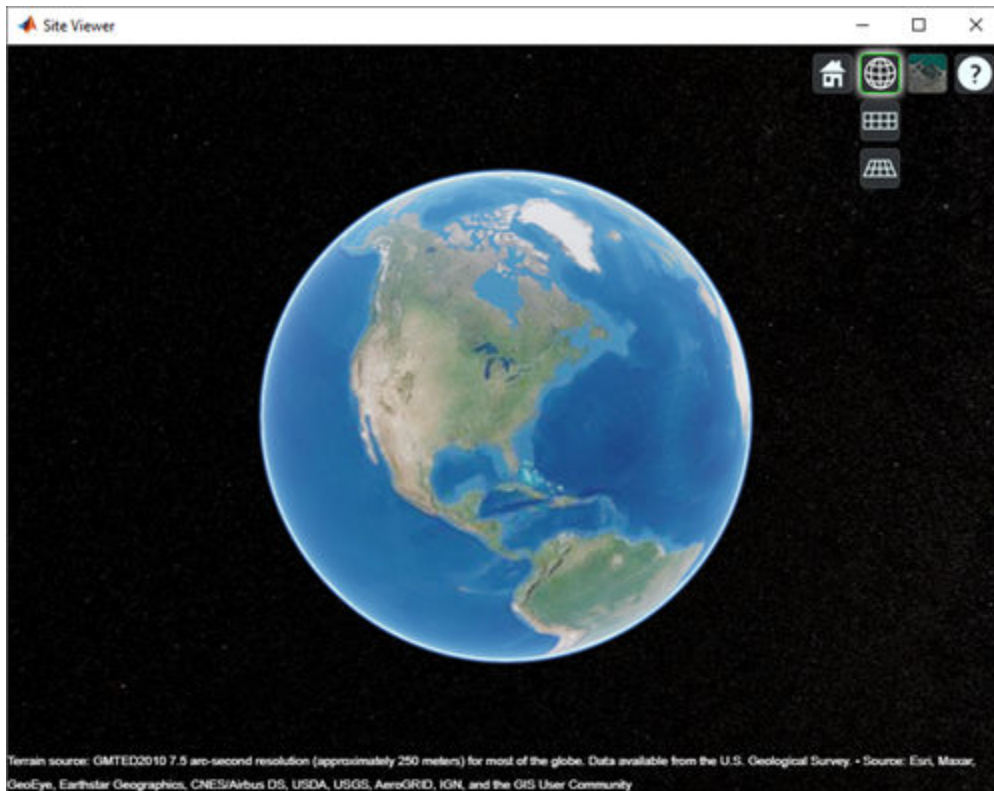 Site Viewer
?
Terrain source: GMTED2010 7.5 arc-second resolution (approximately 250 meters) for most of the globe. Data available from the U.S. Geological Survey. • Source: Esri, Maxar,
GeoEye, Earthstar Geographics, CNES/Airbus DS, USDA, USGS, AeroGRID, IGN, and the GIS User Community